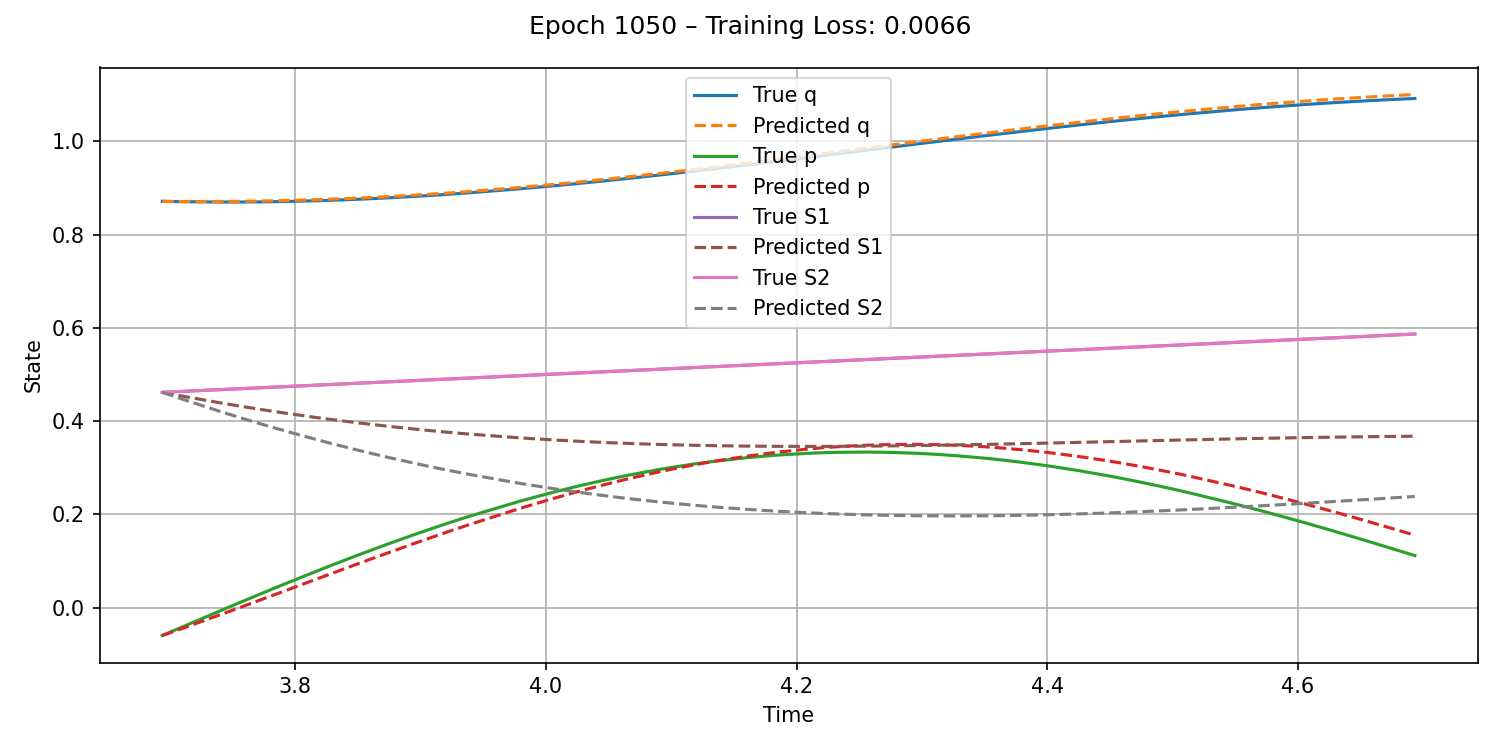 Epoch 1050 – Training Loss: 0.0066
True q
Predicted q
True p
Predicted p
True S1
Predicted S1
True S2
Predicted S2
State
1.0
0.8
0.6
0.4
0.2
0.0
3.8 4.0 4.2 4.4 4.6
Time